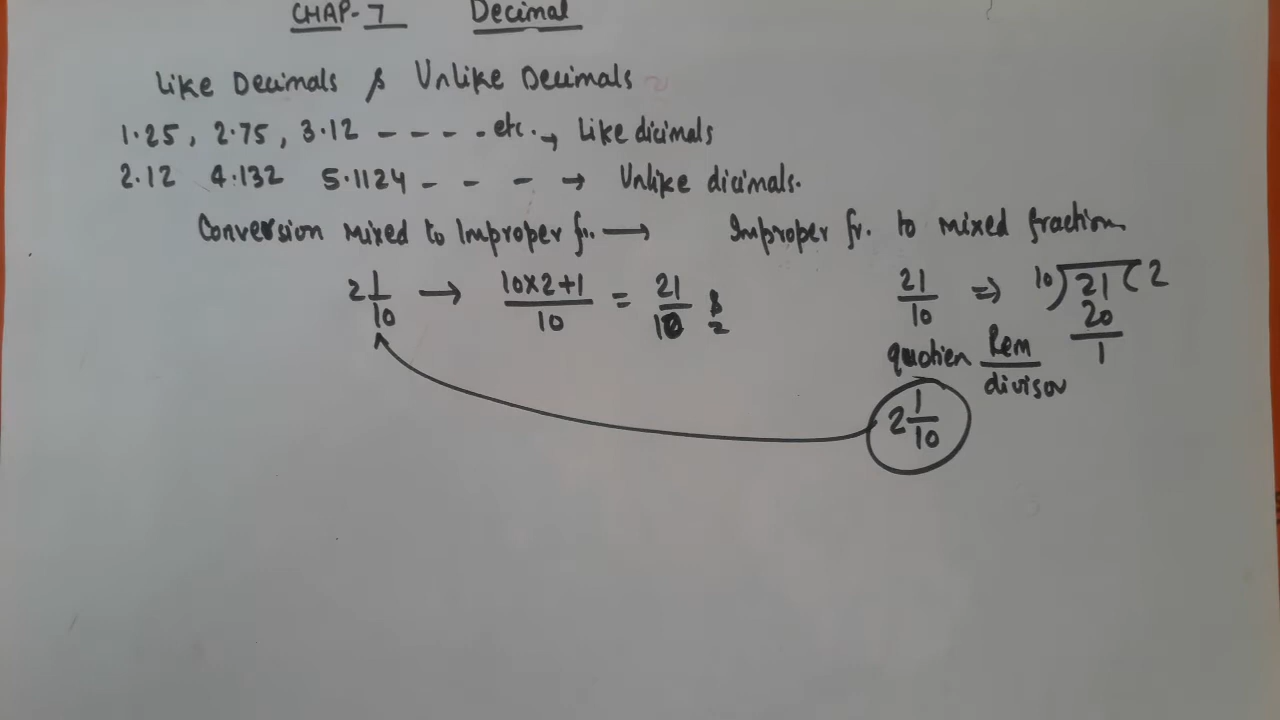 CHAP-7 Decimal
Like Decimals & Unlike Decimals
1.25, 2.75, 3.12 - - - - etc. → Like dicimals
2.12 4.132 5.1124 - - - → Unlike dicimals.
Conversion Mixed to Improper fr. → Improper fr. to mixed fraction
2 1/10 → 10×2+1/10 = 21/10 21/10 ⇒ 10)21(2
20
1
quotien Rem/divisor
2 1/10